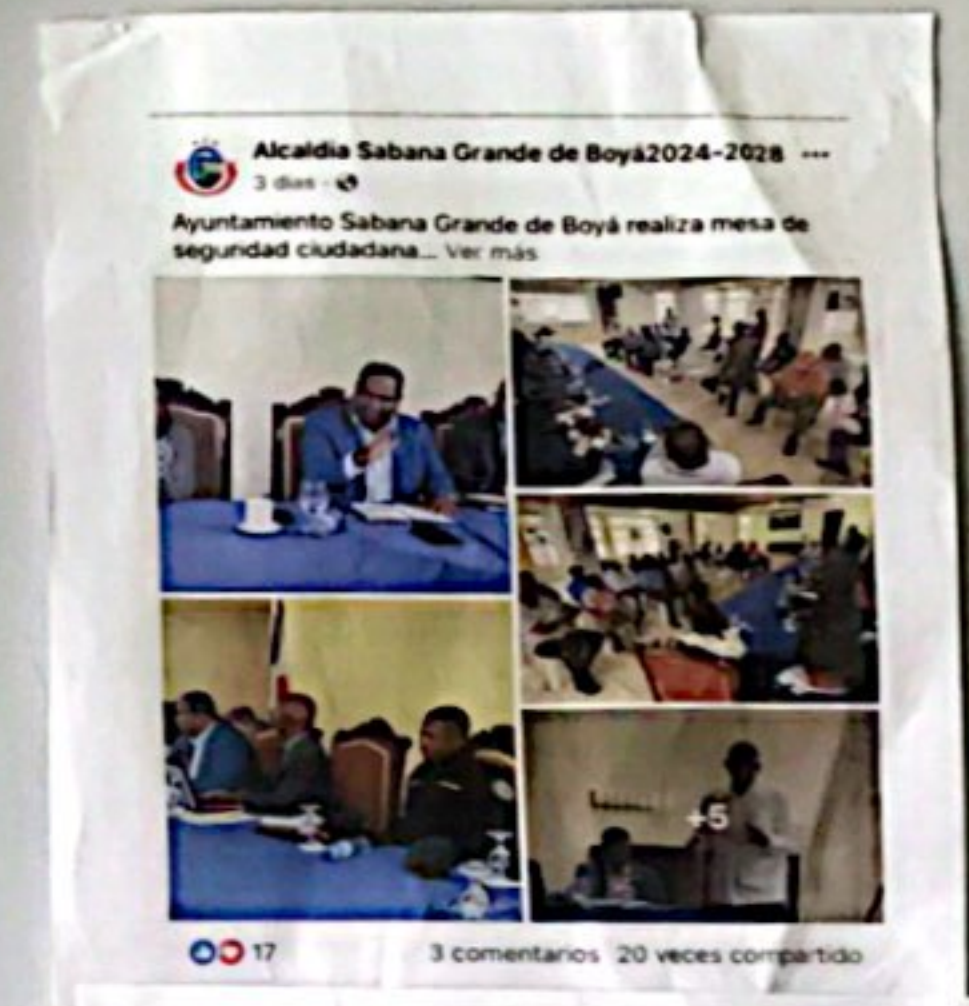 Alcaldia Sabana Grande de Boyá2024-2028 ...
3 dias ·
Ayuntamiento Sabana Grande de Boyá realiza mesa de
seguridad ciudadana... Ver más
+5
17 3 comentarios 20 veces compartido